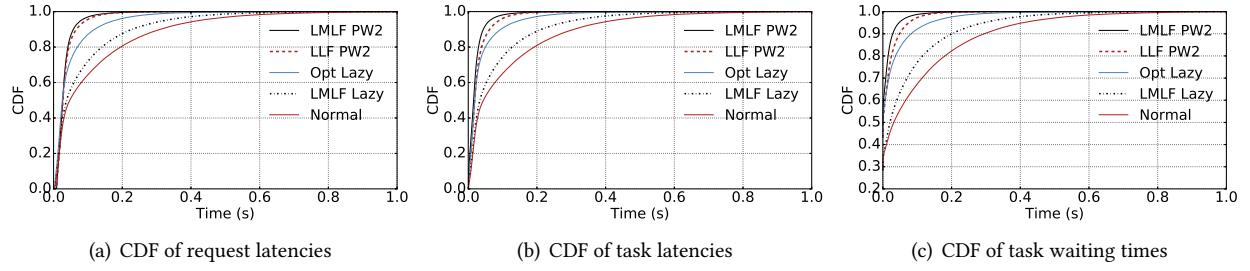 1.0
0.8
0.6
0.4
0.2
0.0
CDF
0.0 0.2 0.4 0.6 0.8 1.0
Time (s)
LMLF PW2
LLF PW2
Opt Lazy
LMLF Lazy
Normal
(a) CDF of request latencies
1.0
0.8
0.6
0.4
0.2
0.0
CDF
0.0 0.2 0.4 0.6 0.8 1.0
Time (s)
LMLF PW2
LLF PW2
Opt Lazy
LMLF Lazy
Normal
(b) CDF of task latencies
1.0
0.9
0.8
0.7
0.6
0.5
0.4
0.3
0.2
CDF
0.0 0.2 0.4 0.6 0.8 1.0
Time (s)
LMLF PW2
LLF PW2
Opt Lazy
LMLF Lazy
Normal
(c) CDF of task waiting times